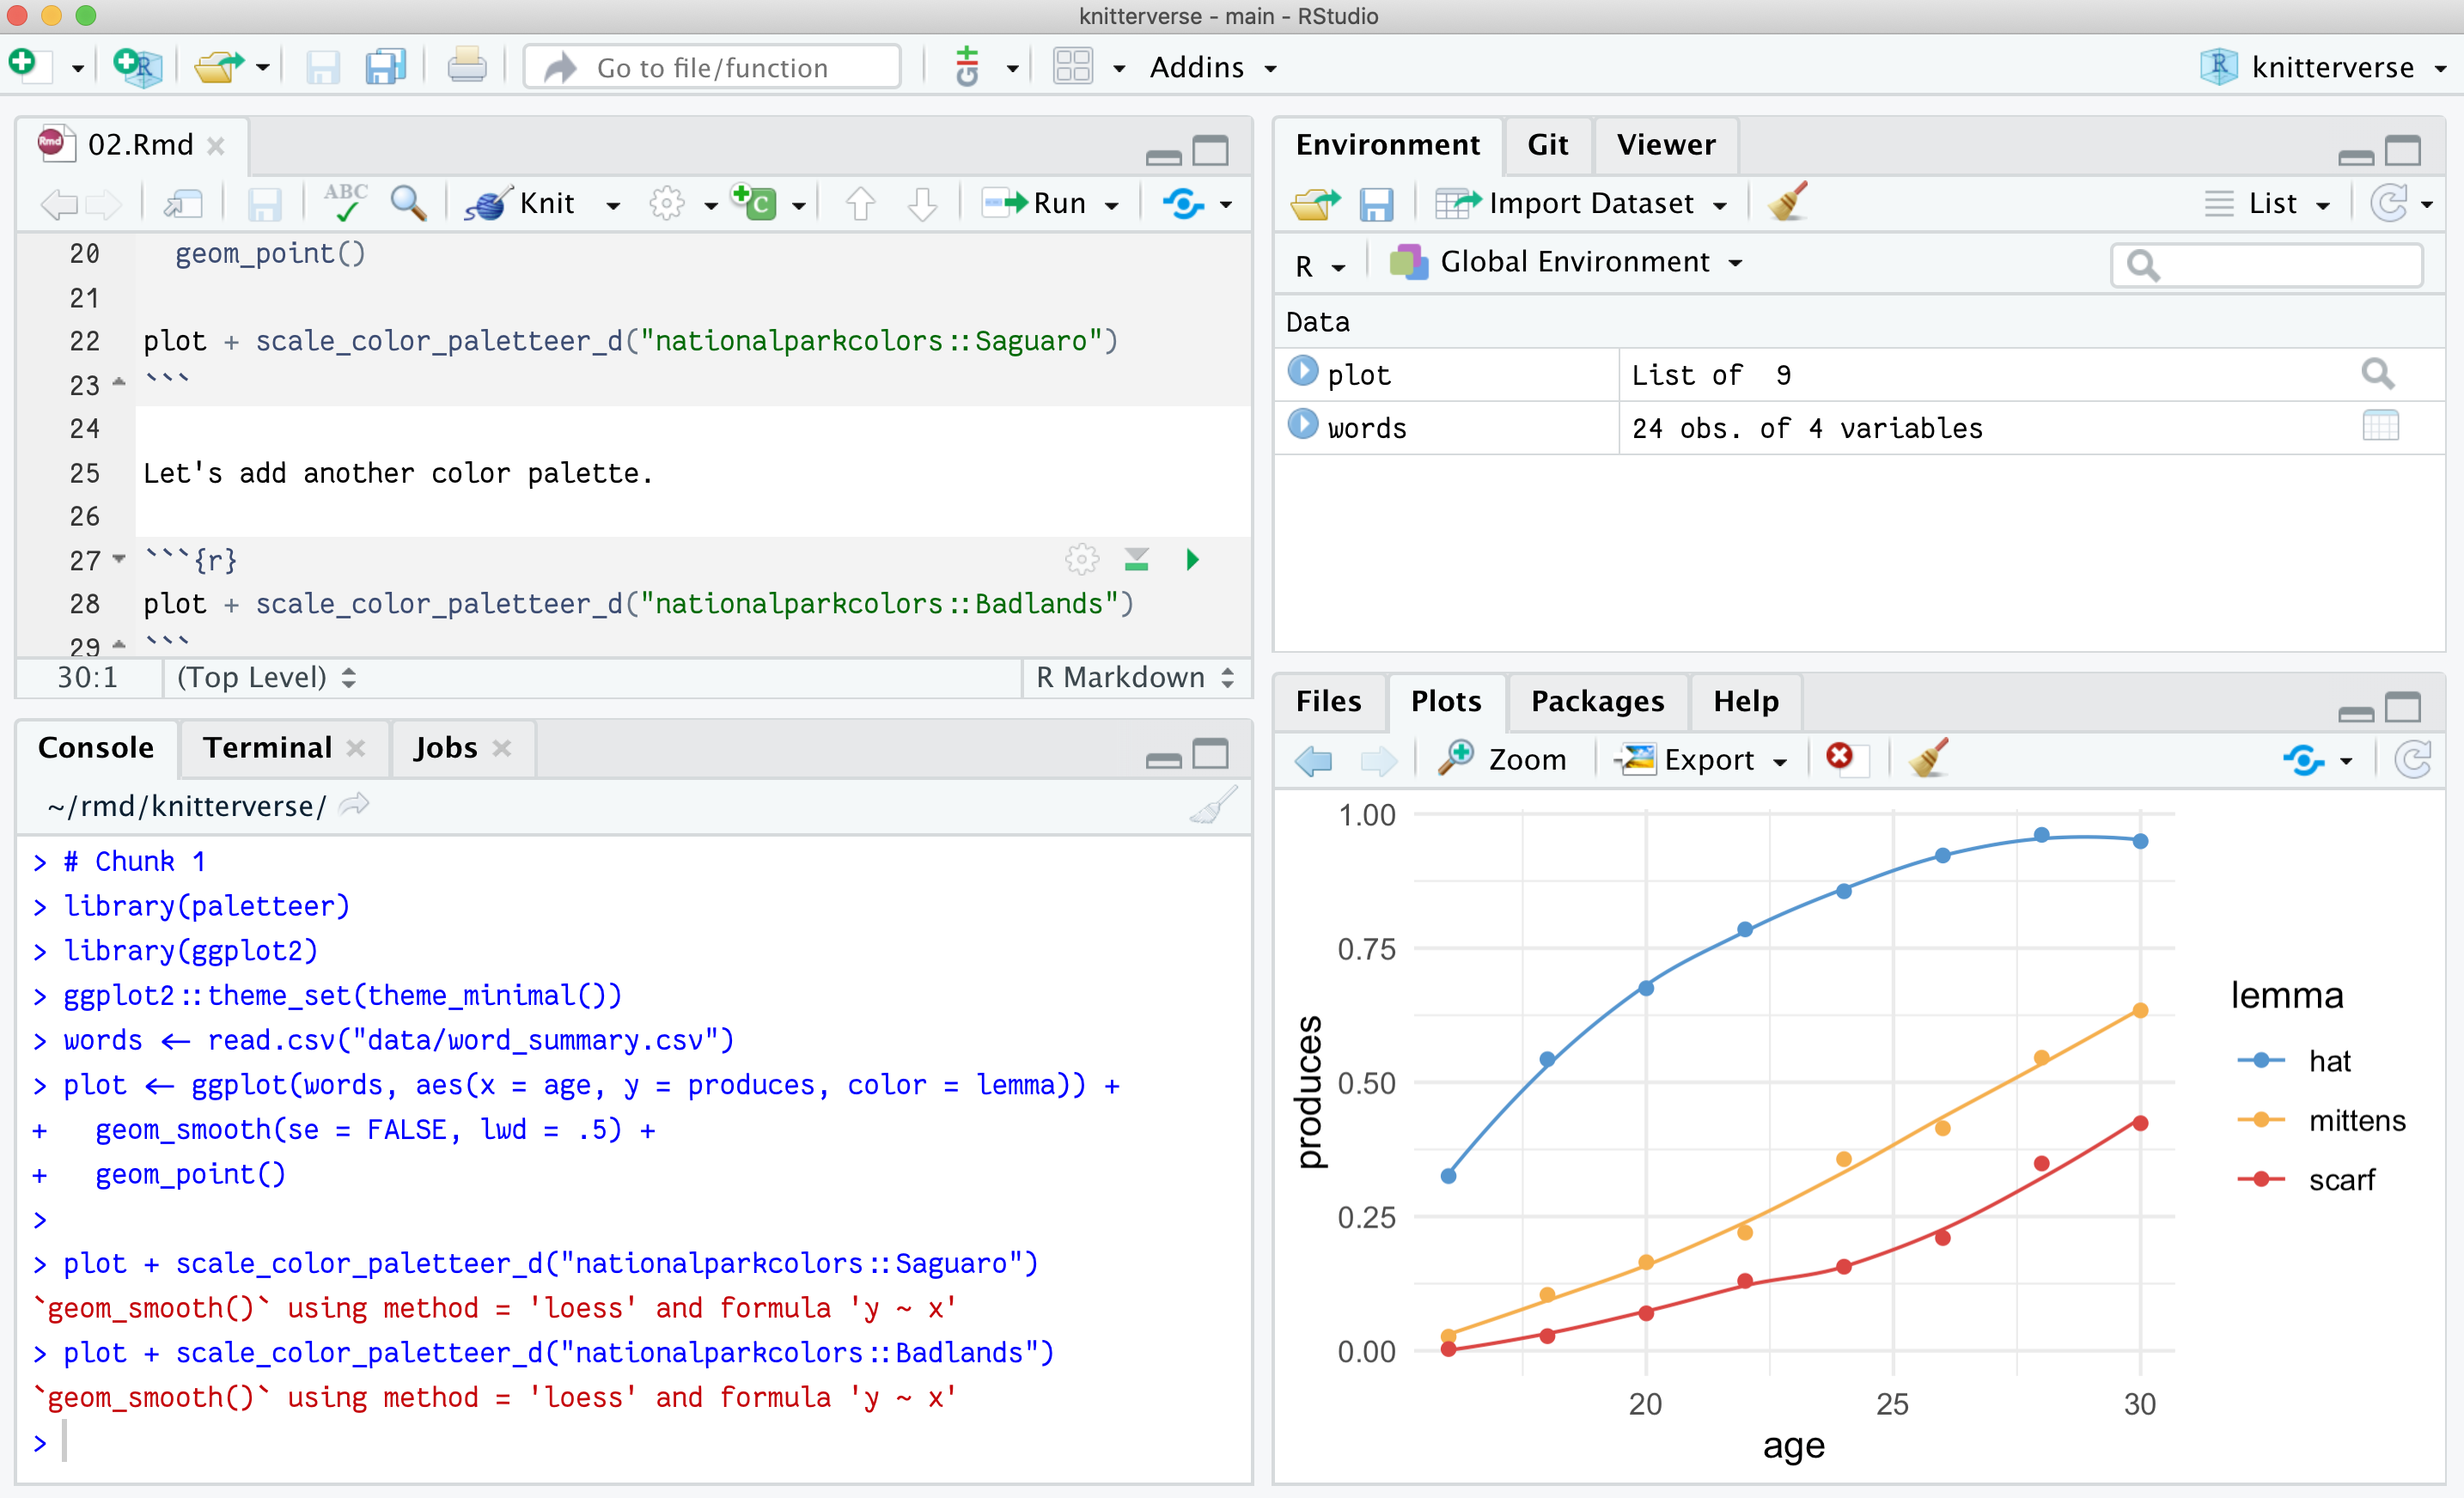 knitterverse - main - RStudio
Go to file/function
Git
Addins
R knitterverse
Rmd 02.Rmd
ABC
Knit
C
Run
20   geom_point()
21
22 plot + scale_color_paletteer_d("nationalparkcolors::Saguaro")
23 ```
24
25 Let's add another color palette.
26
27 ```{r}
28 plot + scale_color_paletteer_d("nationalparkcolors::Badlands")
29 ```
30:1 (Top Level) R Markdown
Console Terminal Jobs
~/rmd/knitterverse/
> # Chunk 1
> library(paletteer)
> library(ggplot2)
> ggplot2::theme_set(theme_minimal())
> words <- read.csv("data/word_summary.csv")
> plot <- ggplot(words, aes(x = age, y = produces, color = lemma)) +
+   geom_smooth(se = FALSE, lwd = .5) +
+   geom_point()
>
> plot + scale_color_paletteer_d("nationalparkcolors::Saguaro")
`geom_smooth()` using method = 'loess' and formula 'y ~ x'
> plot + scale_color_paletteer_d("nationalparkcolors::Badlands")
`geom_smooth()` using method = 'loess' and formula 'y ~ x'
>
Environment Git Viewer
Import Dataset
List
R
Global Environment
Data
plot List of  9
words 24 obs. of 4 variables
Files Plots Packages Help
Zoom Export
1.00
0.75
0.50
0.25
0.00
produces
20 25 30
age
lemma
hat
mittens
scarf